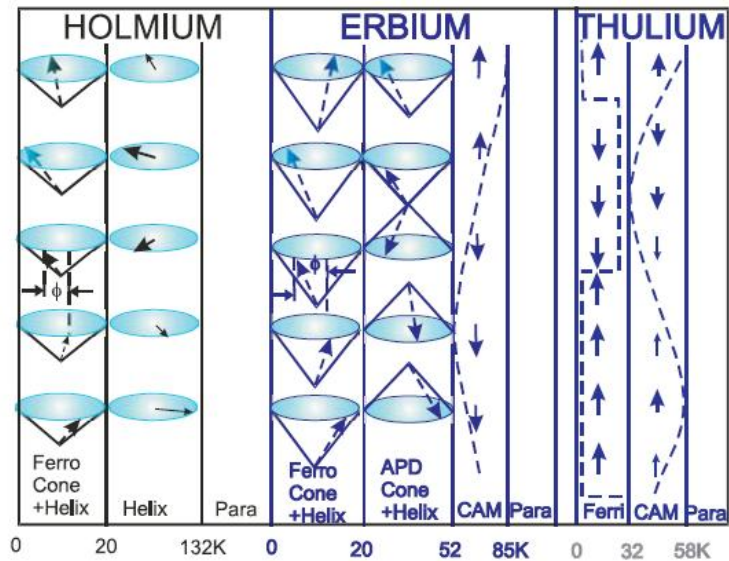 HOLMIUM
ERBIUM
THULIUM
ϕ
ϕ
Ferro
Cone
+Helix
Helix
Para
Ferro
Cone
+Helix
APD
Cone
+Helix
CAM
Para
Ferri
CAM
Para
0
20
132K
0
20
52
85K
0
32
58K